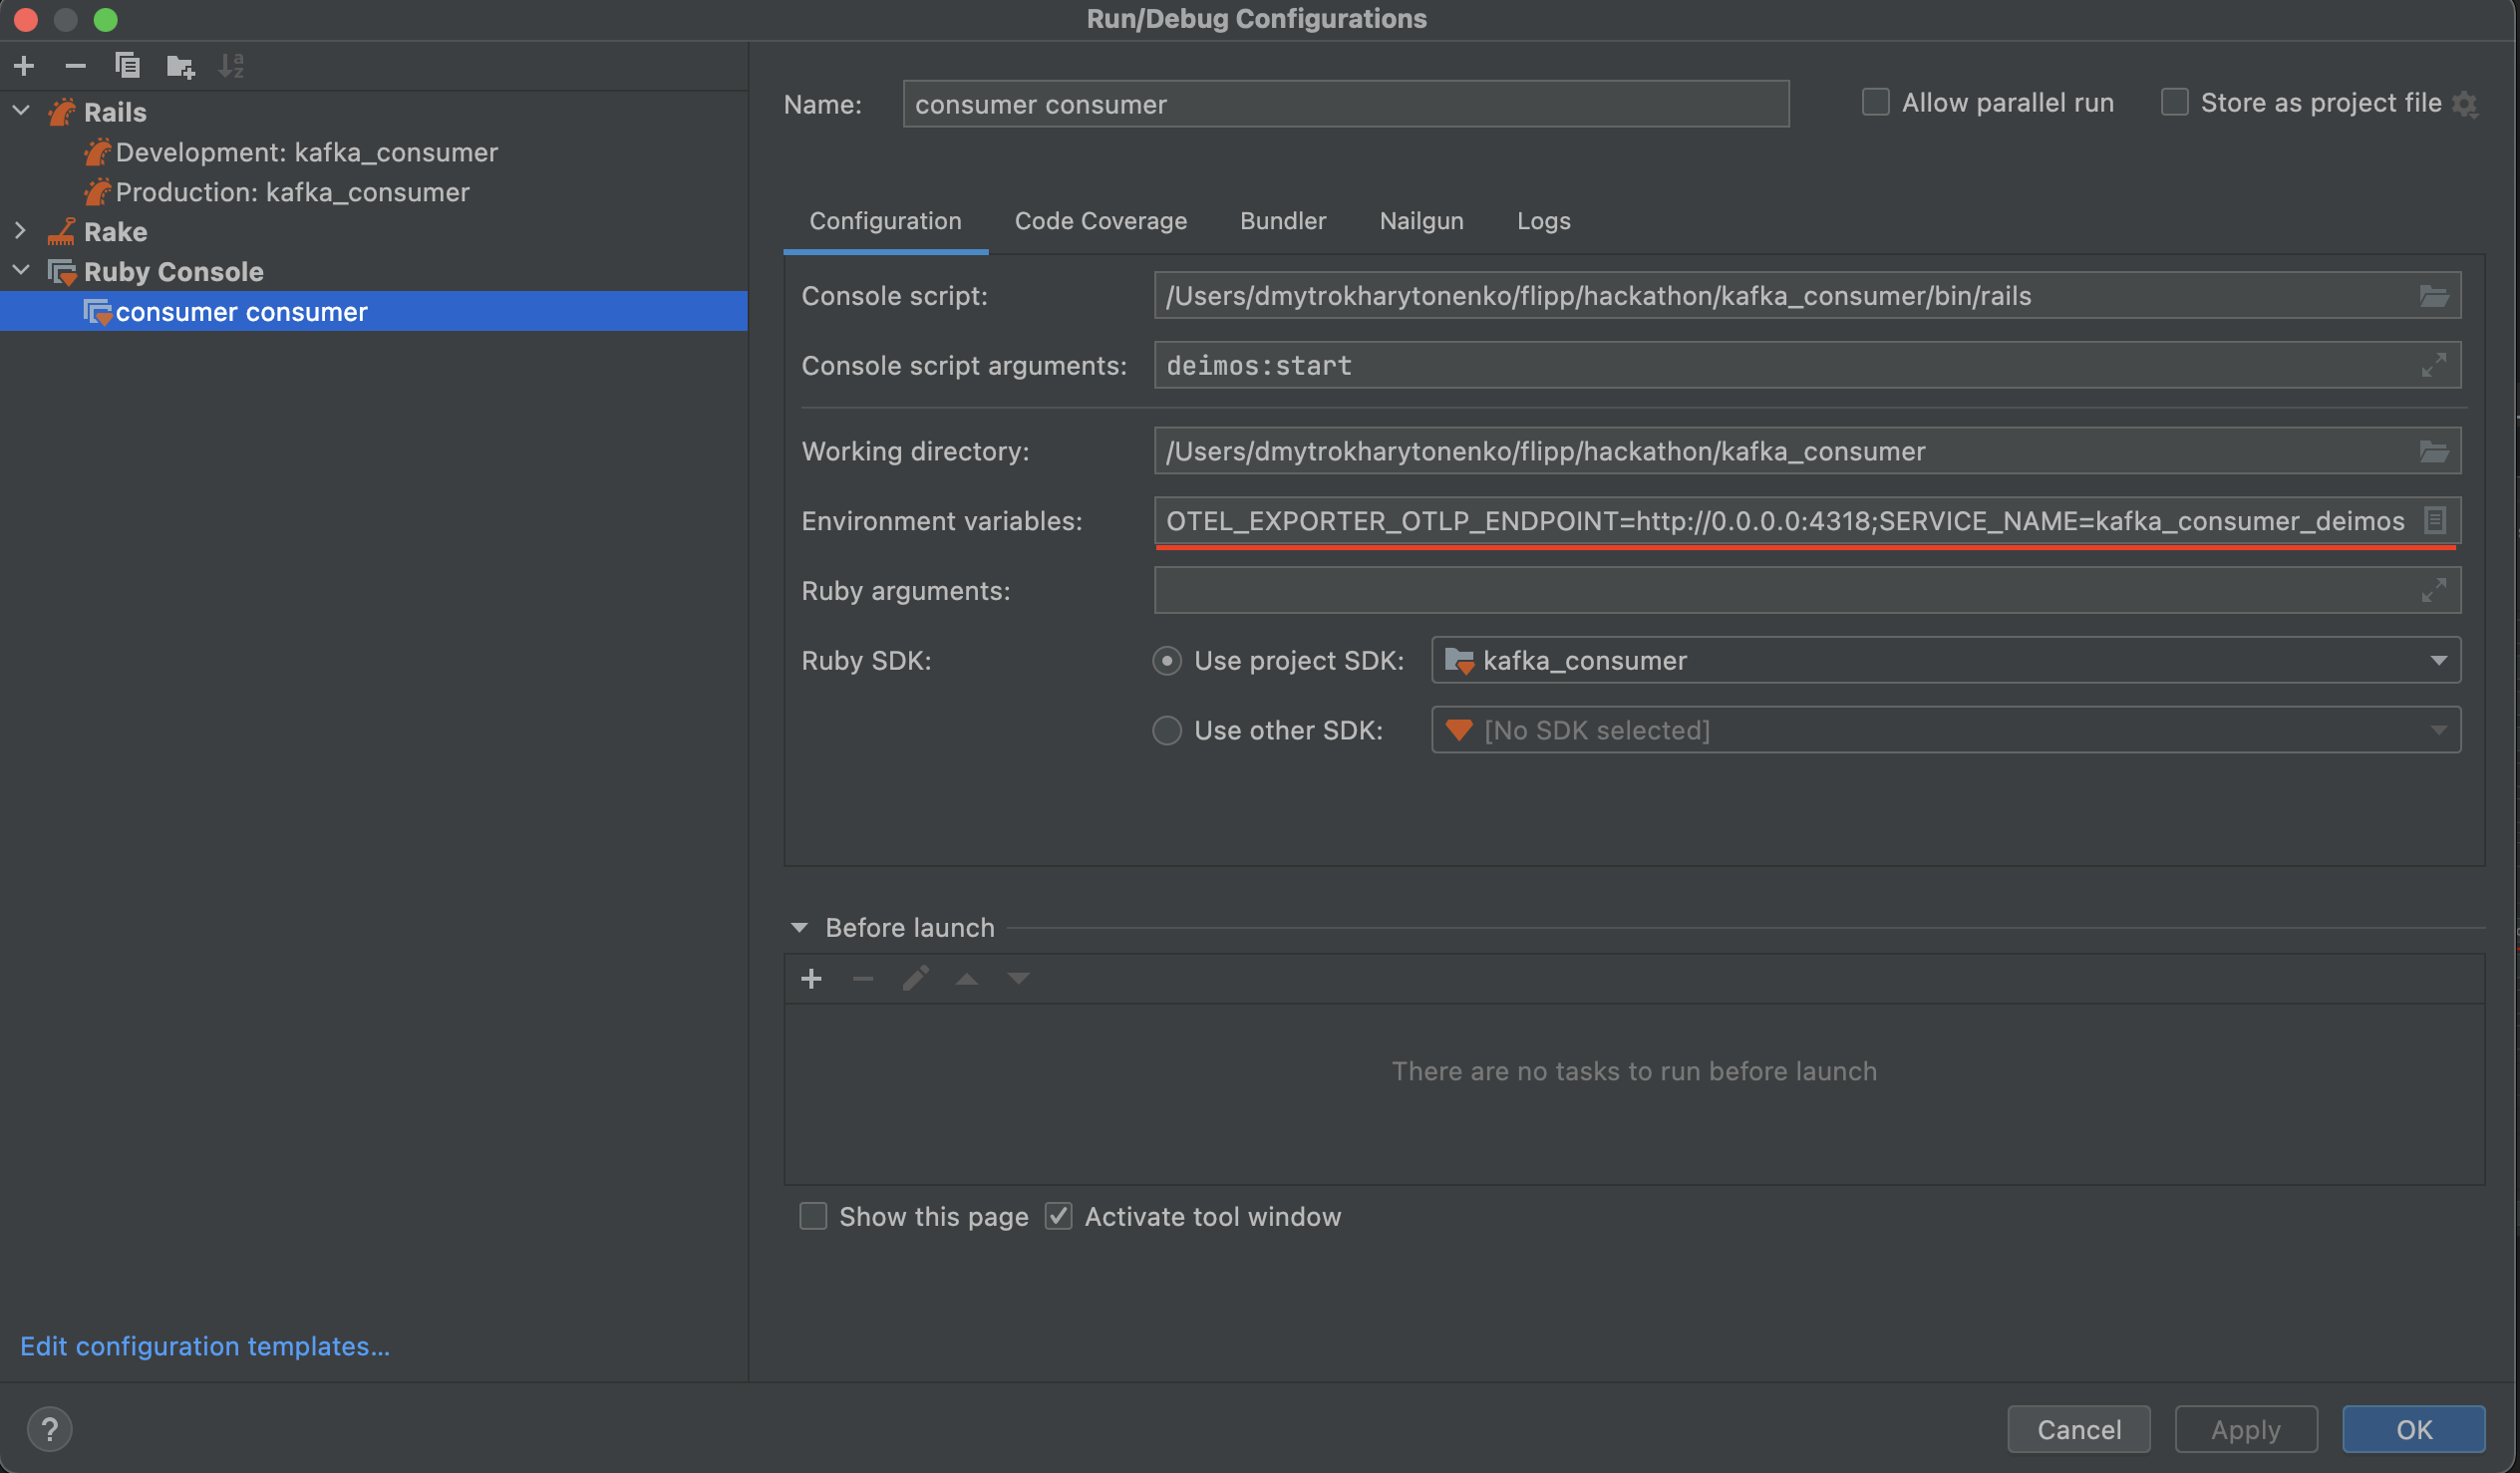 Run/Debug Configurations
Rails
Development: kafka_consumer
Production: kafka_consumer
Rake
Ruby Console
consumer consumer
Edit configuration templates...
Name: consumer consumer
Allow parallel run
Store as project file
Configuration Code Coverage Bundler Nailgun Logs
Console script: /Users/dmytrokharytonenko/flipp/hackathon/kafka_consumer/bin/rails
Console script arguments: deimos:start
Working directory: /Users/dmytrokharytonenko/flipp/hackathon/kafka_consumer
Environment variables: OTEL_EXPORTER_OTLP_ENDPOINT=http://0.0.0.0:4318;SERVICE_NAME=kafka_consumer_deimos
Ruby arguments:
Ruby SDK: Use project SDK: kafka_consumer
Use other SDK: [No SDK selected]
Before launch
There are no tasks to run before launch
Show this page Activate tool window
? Cancel Apply OK